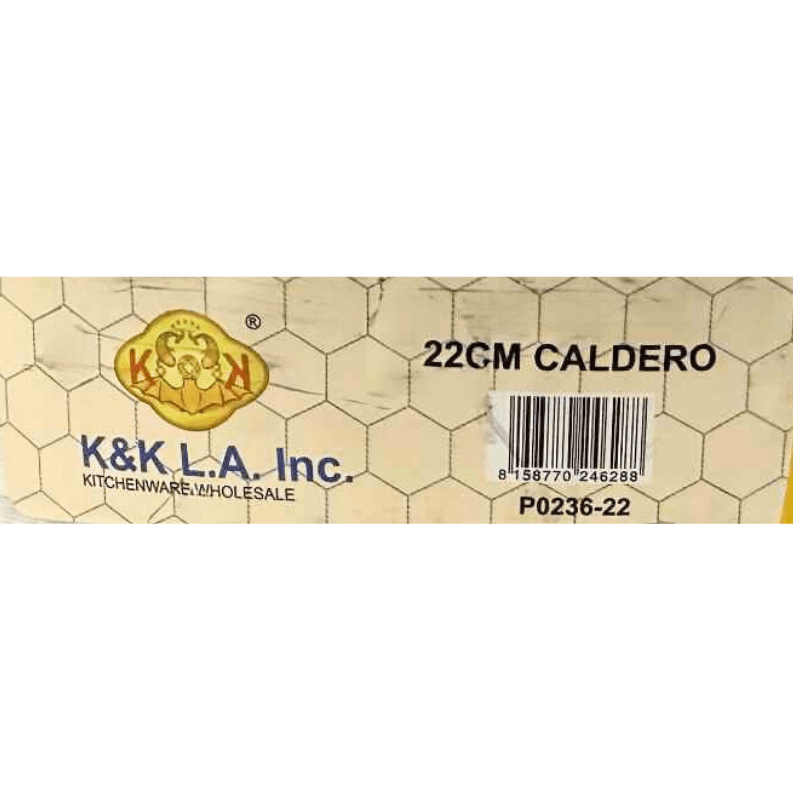 K K
®
K&K L.A. Inc.
KITCHENWARE WHOLESALE
22CM CALDERO
8 158770 246288
P0236-22